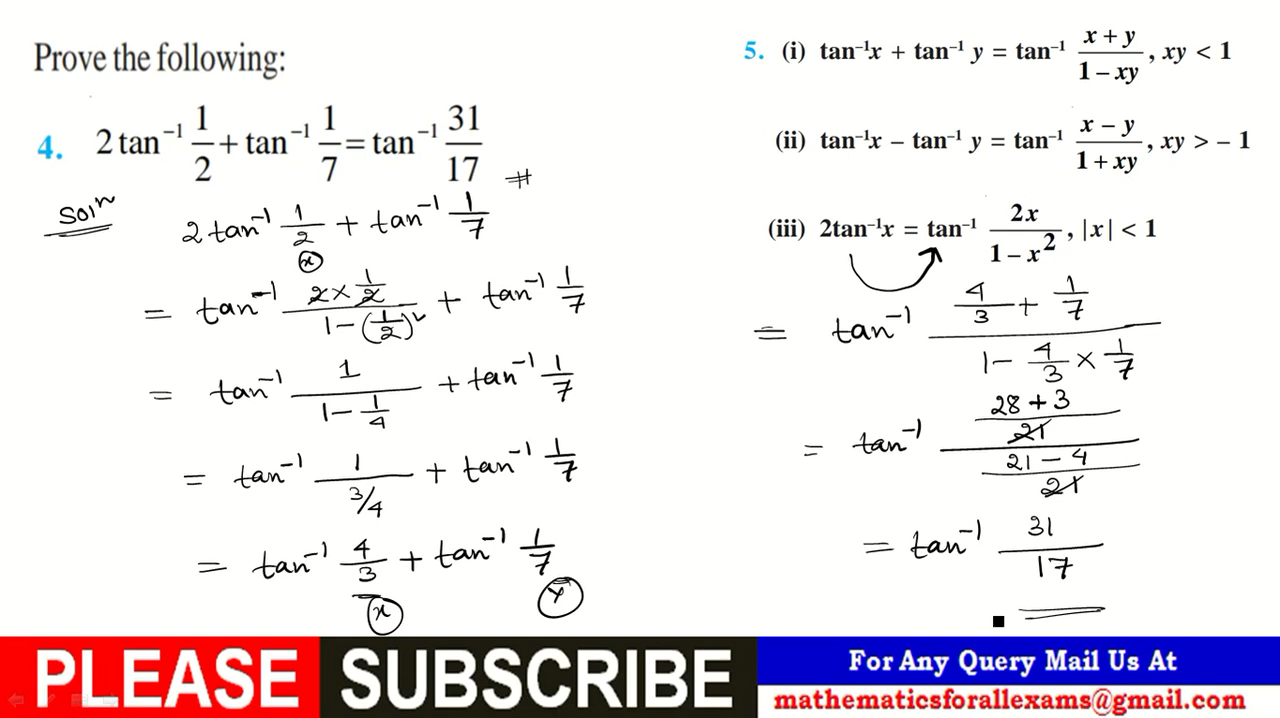 Prove the following:
4. 2 tan⁻¹ 1/2 + tan⁻¹ 1/7 = tan⁻¹ 31/17 #
Solⁿ 2 tan⁻¹ 1/2 + tan⁻¹ 1/7
x
= tan⁻¹ (2 × 1/2)/(1 − (1/2)²) + tan⁻¹ 1/7
= tan⁻¹ 1/(1 − 1/4) + tan⁻¹ 1/7
= tan⁻¹ 1/(3/4) + tan⁻¹ 1/7
= tan⁻¹ 4/3 + tan⁻¹ 1/7
x y
5. (i) tan⁻¹x + tan⁻¹ y = tan⁻¹ (x + y)/(1 − xy), xy < 1
(ii) tan⁻¹x − tan⁻¹ y = tan⁻¹ (x − y)/(1 + xy), xy > − 1
(iii) 2tan⁻¹x = tan⁻¹ 2x/(1 − x²), |x| < 1
= tan⁻¹ (4/3 + 1/7)/(1 − 4/3 × 1/7)
= tan⁻¹ ((28 + 3)/21)/((21 − 4)/21)
= tan⁻¹ 31/17
PLEASE SUBSCRIBE
For Any Query Mail Us At
mathematicsforallexams@gmail.com